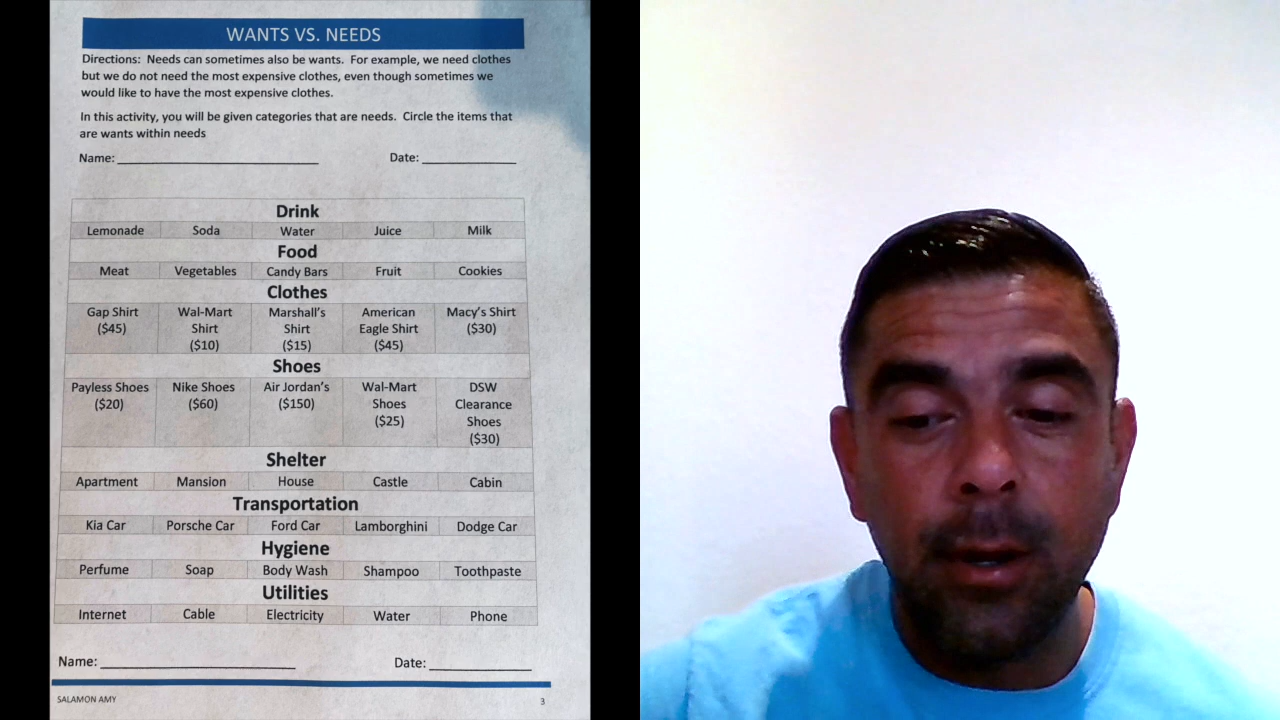 WANTS VS. NEEDS
Directions: Needs can sometimes also be wants. For example, we need clothes
but we do not need the most expensive clothes, even though sometimes we
would like to have the most expensive clothes.
In this activity, you will be given categories that are needs. Circle the items that
are wants within needs
Name: ____________________ Date: __________
Drink
Lemonade Soda Water Juice Milk
Food
Meat Vegetables Candy Bars Fruit Cookies
Clothes
Gap Shirt Wal-Mart Marshall's American Macy's Shirt
($45) Shirt Shirt Eagle Shirt ($30)
($10) ($15) ($45)
Shoes
Payless Shoes Nike Shoes Air Jordan's Wal-Mart DSW
($20) ($60) ($150) Shoes Clearance
($25) Shoes
($30)
Shelter
Apartment Mansion House Castle Cabin
Transportation
Kia Car Porsche Car Ford Car Lamborghini Dodge Car
Hygiene
Perfume Soap Body Wash Shampoo Toothpaste
Utilities
Internet Cable Electricity Water Phone
Name: ____________________ Date: __________
SALAMON AMY 3